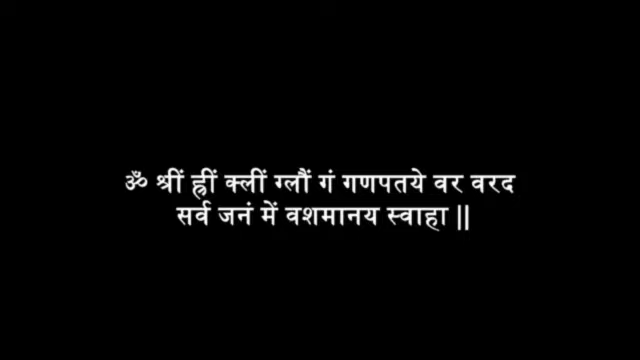 ॐ श्रीं ह्रीं क्लीं ग्लौं गं गणपतये वर वरद
सर्व जनं में वशमानय स्वाहा ||